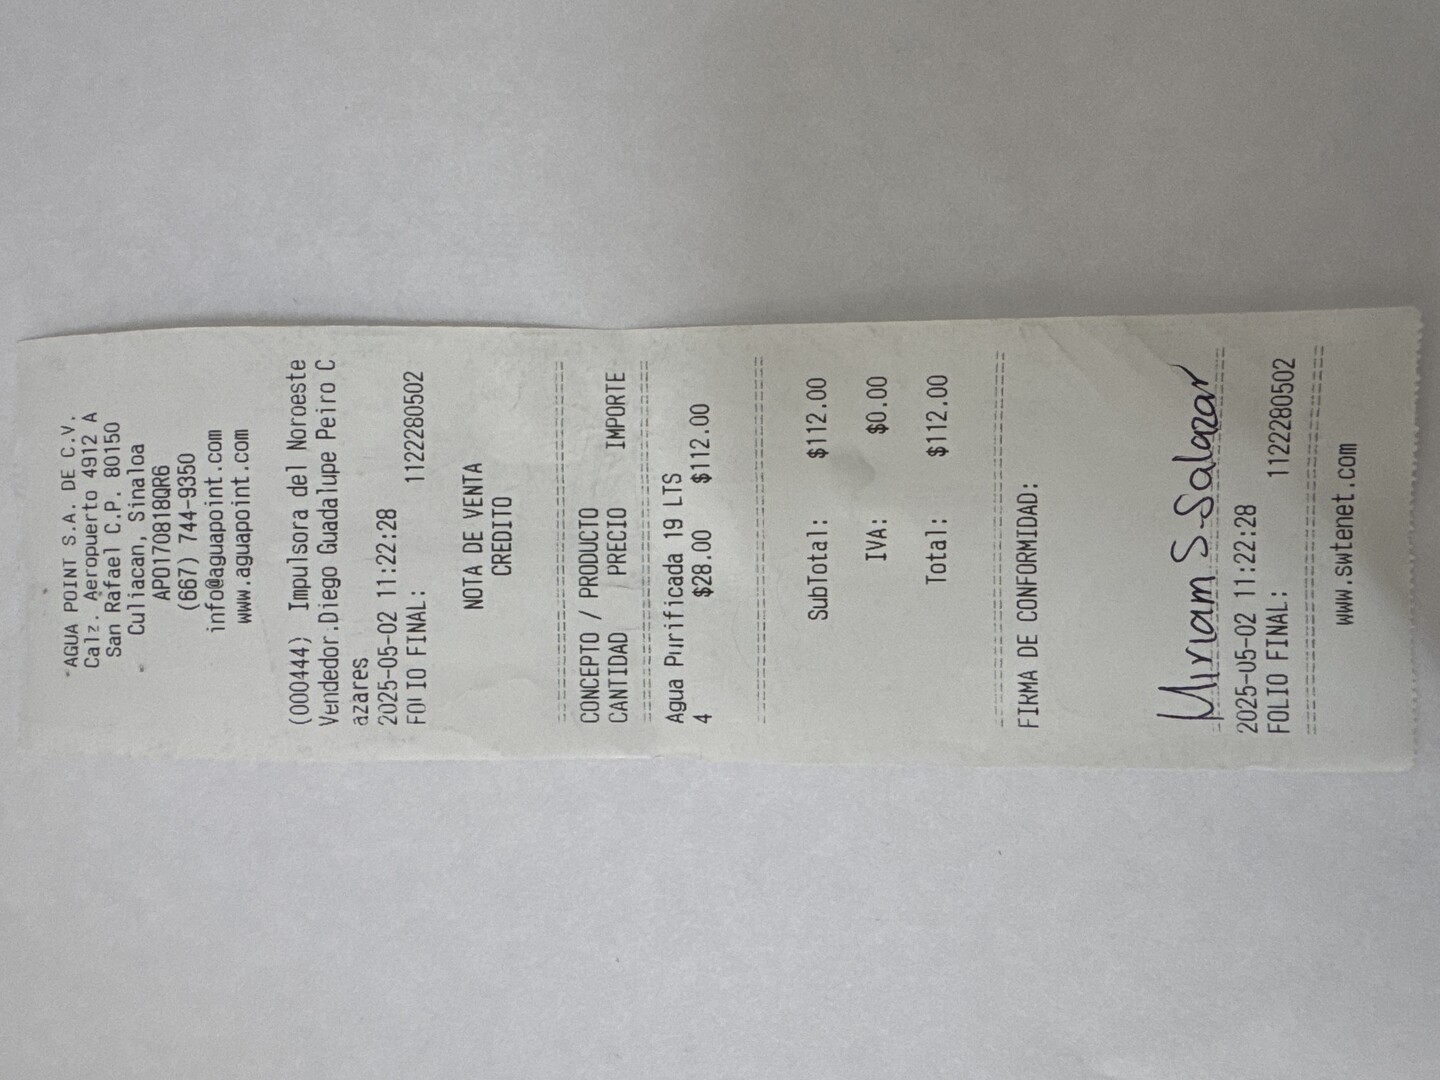 AGUA POINT S.A. DE C.V.
Calz. Aeropuerto 4912 A
San Rafael C.P. 80150
Culiacan, Sinaloa
APO170818QR6
(667) 744-9350
info@aguapoint.com
www.aguapoint.com
(000444) Impulsora del Noroeste
Vendedor.Diego Guadalupe Peiro C
azares
2025-05-02 11:22:28
FOLIO FINAL: 1122280502
NOTA DE VENTA
CREDITO
CONCEPTO / PRODUCTO
CANTIDAD PRECIO IMPORTE
Agua Purificada 19 LTS
4 $28.00 $112.00
SubTotal: $112.00
IVA: $0.00
Total: $112.00
FIRMA DE CONFORMIDAD:
Miriam S-Salazar
2025-05-02 11:22:28
FOLIO FINAL: 1122280502
www.swtenet.com